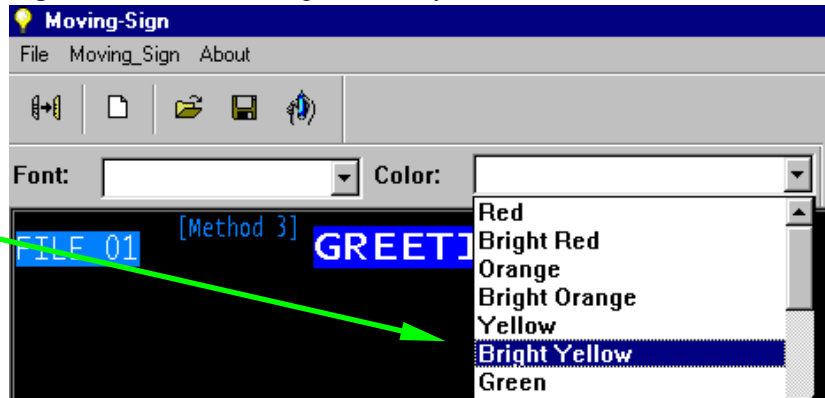 Moving-Sign
File Moving_Sign About
Font: Color:
FILE 01 [Method 3] GREETI
Red
Bright Red
Orange
Bright Orange
Yellow
Bright Yellow
Green